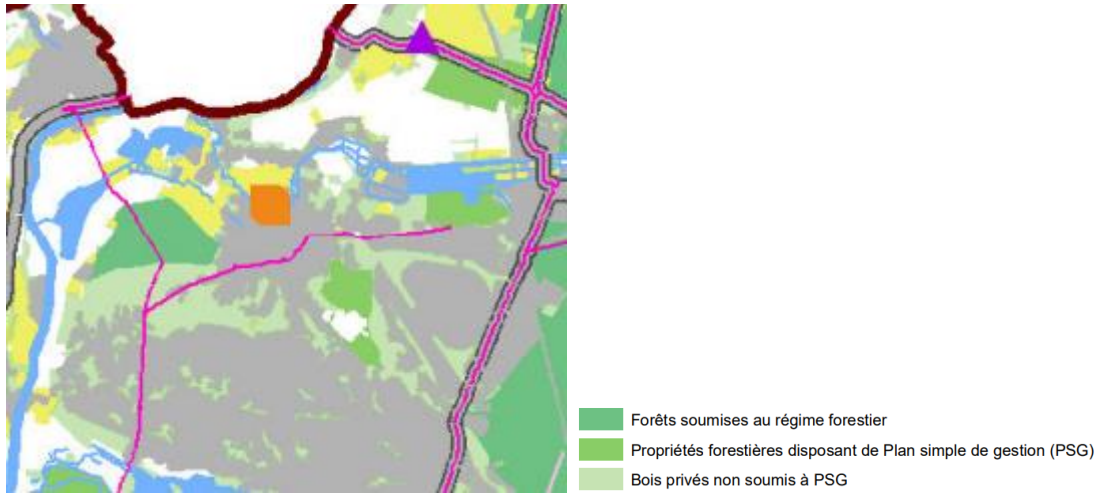 Forêts soumises au régime forestier
Propriétés forestières disposant de Plan simple de gestion (PSG)
Bois privés non soumis à PSG